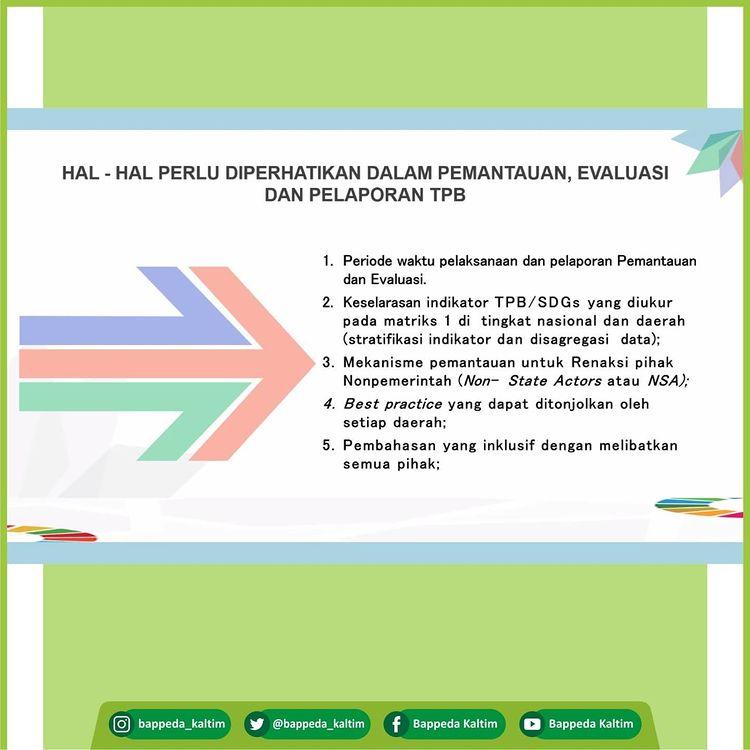 HAL - HAL PERLU DIPERHATIKAN DALAM PEMANTAUAN, EVALUASI
DAN PELAPORAN TPB
1. Periode waktu pelaksanaan dan pelaporan Pemantauan
dan Evaluasi.
2. Keselarasan indikator TPB/SDGs yang diukur
pada matriks 1 di tingkat nasional dan daerah
(stratifikasi indikator dan disagregasi data);
3. Mekanisme pemantauan untuk Renaksi pihak
Nonpemerintah (Non- State Actors atau NSA);
4. Best practice yang dapat ditonjolkan oleh
setiap daerah;
5. Pembahasan yang inklusif dengan melibatkan
semua pihak;
bappeda_kaltim @bappeda_kaltim Bappeda Kaltim Bappeda Kaltim